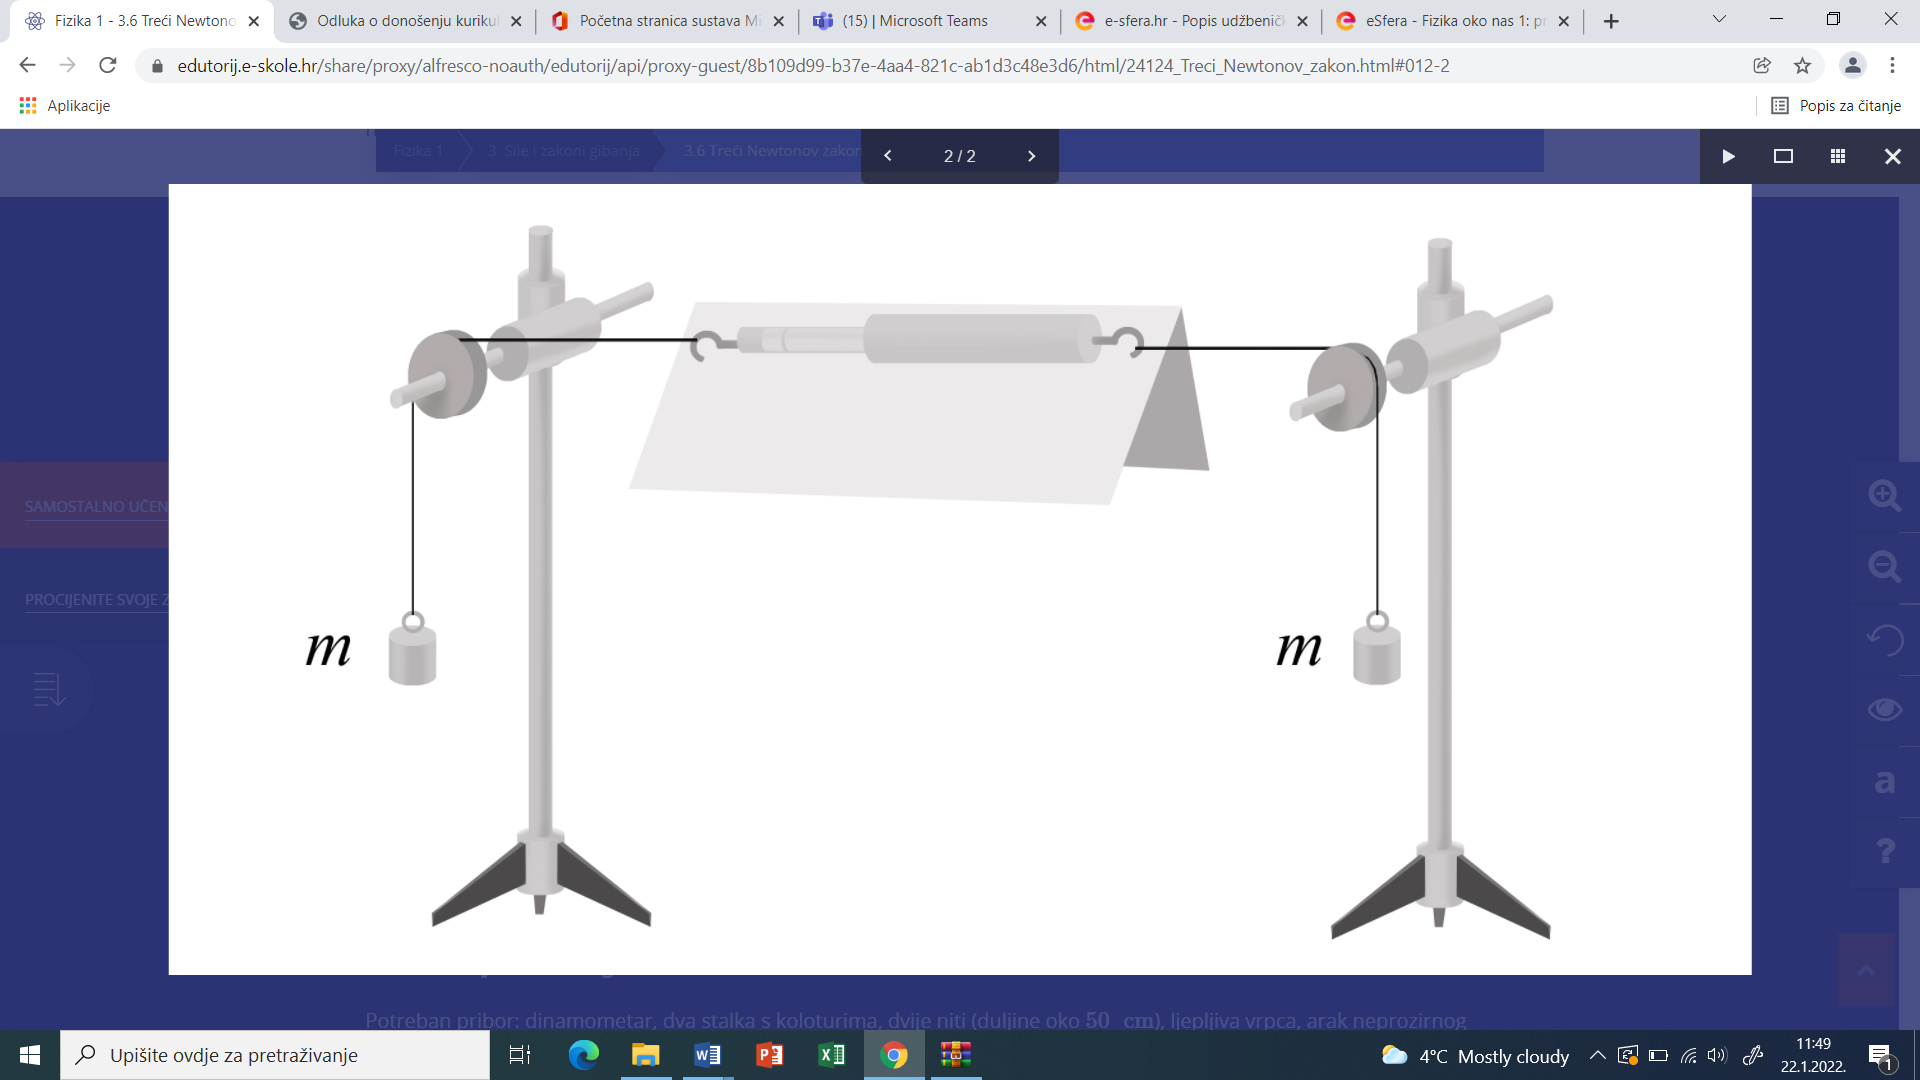 Fizika 1 - 3.6 Treći Newtono
Odluka o donošenju kurikul
Početna stranica sustava Mi
(15) | Microsoft Teams
e-sfera.hr - Popis udžbenič
eSfera - Fizika oko nas 1: pr
edutorij.e-skole.hr/share/proxy/alfresco-noauth/edutorij/api/proxy-guest/8b109d99-b37e-4aa4-821c-ab1d3c48e3d6/html/24124_Treci_Newtonov_zakon.html#012-2
Aplikacije
Popis za čitanje
Fizika 1
3 Sile i zakoni gibanja
3.6 Treći Newtonov zakon
2 / 2
SAMOSTALNO UČEN
PROCIJENITE SVOJE Z
m
m
a
?
Potreban pribor: dinamometar, dva stalka s koloturima, dvije niti (duljine oko 50 cm), ljepljiva vrpca, arak neprozirnog
Upišite ovdje za pretraživanje
4°C Mostly cloudy
11:49
22.1.2022.
1